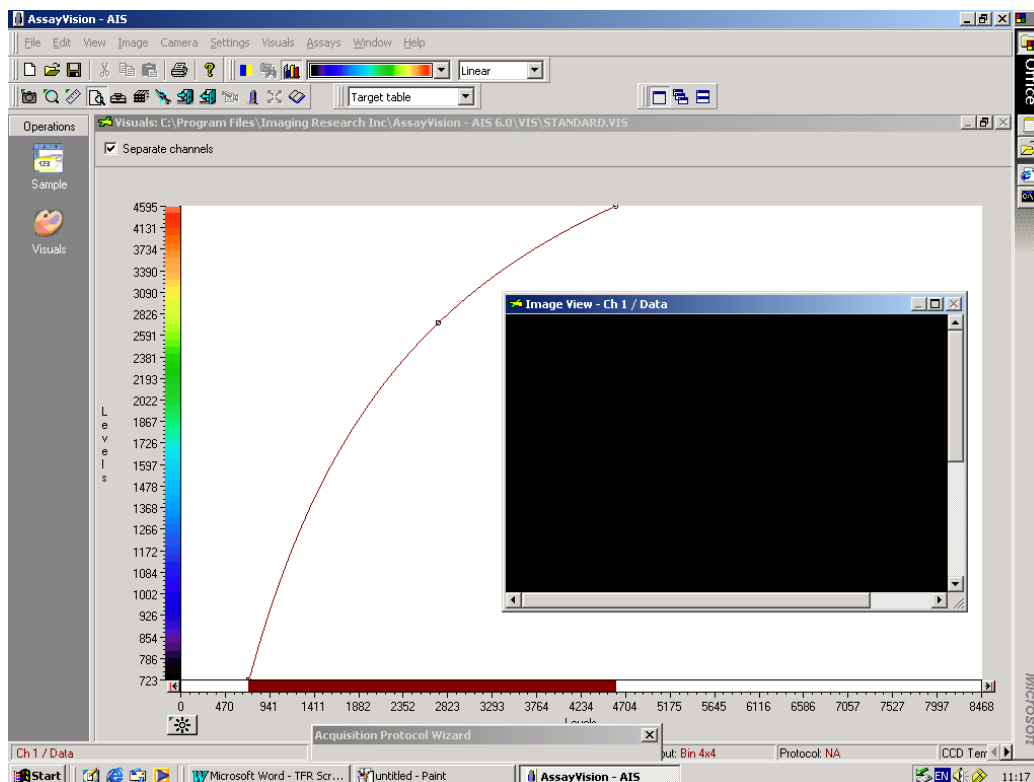 AssayVision - AIS
File Edit View Image Camera Settings Visuals Assays Window Help
Linear
Target table
Office
Operations
Visuals: C:\Program Files\Imaging Research Inc\AssayVision - AIS 6.0\VIS\STANDARD.VIS
Separate channels
123
Sample
Visuals
4595
4131
3734
3390
3090
2826
2591
2381
2193
2022
1867
1726
1597
1478
1368
1266
1172
1084
1002
926
854
786
723
Levels
Image View - Ch 1 / Data
0 470 941 1411 1882 2352 2823 3293 3764 4234 4704 5175 5645 6116 6586 7057 7527 7997 8468
Levels
Acquisition Protocol Wizard
Ch 1 / Data
put: Bin 4x4
Protocol: NA
CCD Tem
Microsoft
Start
Microsoft Word - TFR Scr...
untitled - Paint
AssayVision - AIS
EN
11:17